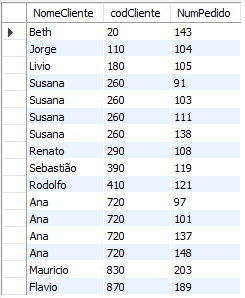 NomeCliente codCliente NumPedido
Beth 20 143
Jorge 110 104
Livio 180 105
Susana 260 91
Susana 260 103
Susana 260 111
Susana 260 138
Renato 290 108
Sebastião 390 119
Rodolfo 410 121
Ana 720 97
Ana 720 101
Ana 720 137
Ana 720 148
Mauricio 830 203
Flavio 870 189